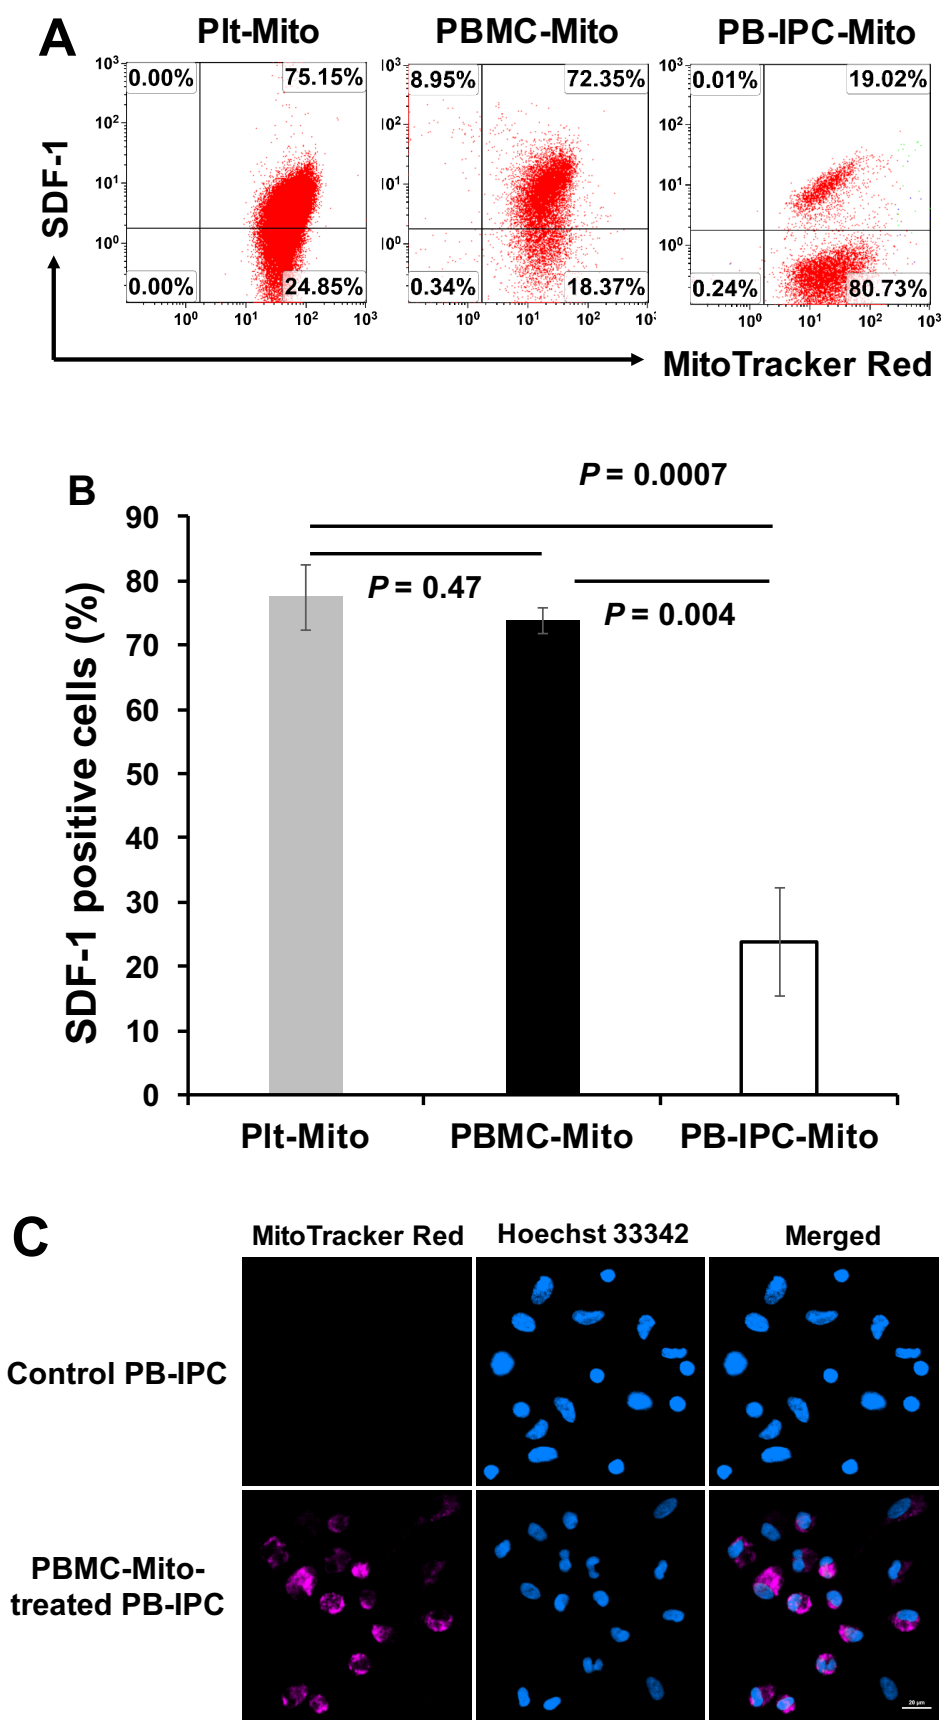 A
Plt-Mito
PBMC-Mito
PB-IPC-Mito
SDF-1
10³
10²
10¹
10⁰
0.00%
75.15%
0.00%
24.85%
10⁰ 10¹ 10² 10³
10³
10²
10¹
10⁰
8.95%
72.35%
0.34%
18.37%
10⁰ 10¹ 10² 10
10³
10²
10¹
10⁰
0.01%
19.02%
0.24%
80.73%
10⁰ 10¹ 10² 10³
MitoTracker Red
B
P = 0.0007
P = 0.47
P = 0.004
SDF-1 positive cells (%)
90
80
70
60
50
40
30
20
10
0
Plt-Mito
PBMC-Mito
PB-IPC-Mito
C
MitoTracker Red
Hoechst 33342
Merged
Control PB-IPC
PBMC-Mito-
treated PB-IPC
20 µm